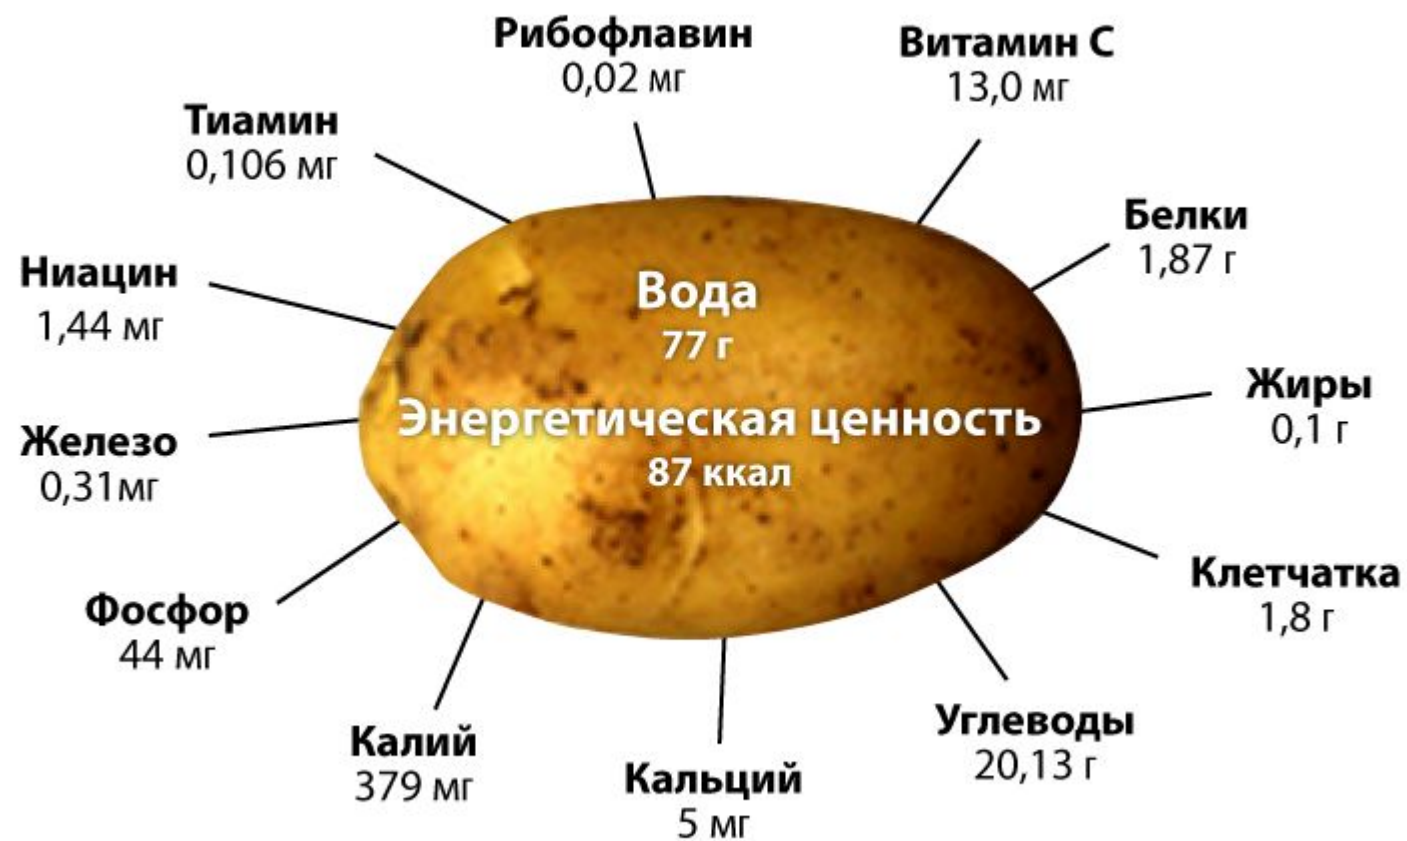 Рибофлавин
0,02 мг
Витамин С
13,0 мг
Тиамин
0,106 мг
Белки
1,87 г
Ниацин
1,44 мг
Вода
77 г
Жиры
0,1 г
Энергетическая ценность
87 ккал
Железо
0,31мг
Клетчатка
1,8 г
Фосфор
44 мг
Углеводы
20,13 г
Калий
379 мг
Кальций
5 мг